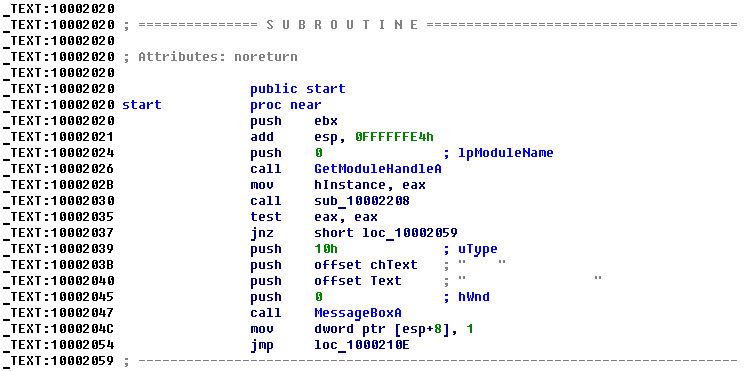 _TEXT:10002020
_TEXT:10002020 ; =============== S U B R O U T I N E =======================================
_TEXT:10002020
_TEXT:10002020 ; Attributes: noreturn
_TEXT:10002020
_TEXT:10002020 public start
_TEXT:10002020 start proc near
_TEXT:10002020 push ebx
_TEXT:10002021 add esp, 0FFFFFFE4h
_TEXT:10002024 push 0 ; lpModuleName
_TEXT:10002026 call GetModuleHandleA
_TEXT:1000202B mov hInstance, eax
_TEXT:10002030 call sub_10002208
_TEXT:10002035 test eax, eax
_TEXT:10002037 jnz short loc_10002059
_TEXT:10002039 push 10h ; uType
_TEXT:1000203B push offset chText ; " "
_TEXT:10002040 push offset Text ; " "
_TEXT:10002045 push 0 ; hWnd
_TEXT:10002047 call MessageBoxA
_TEXT:1000204C mov dword ptr [esp+8], 1
_TEXT:10002054 jmp loc_1000210E
_TEXT:10002059 ; ---------------------------------------------------------------------------